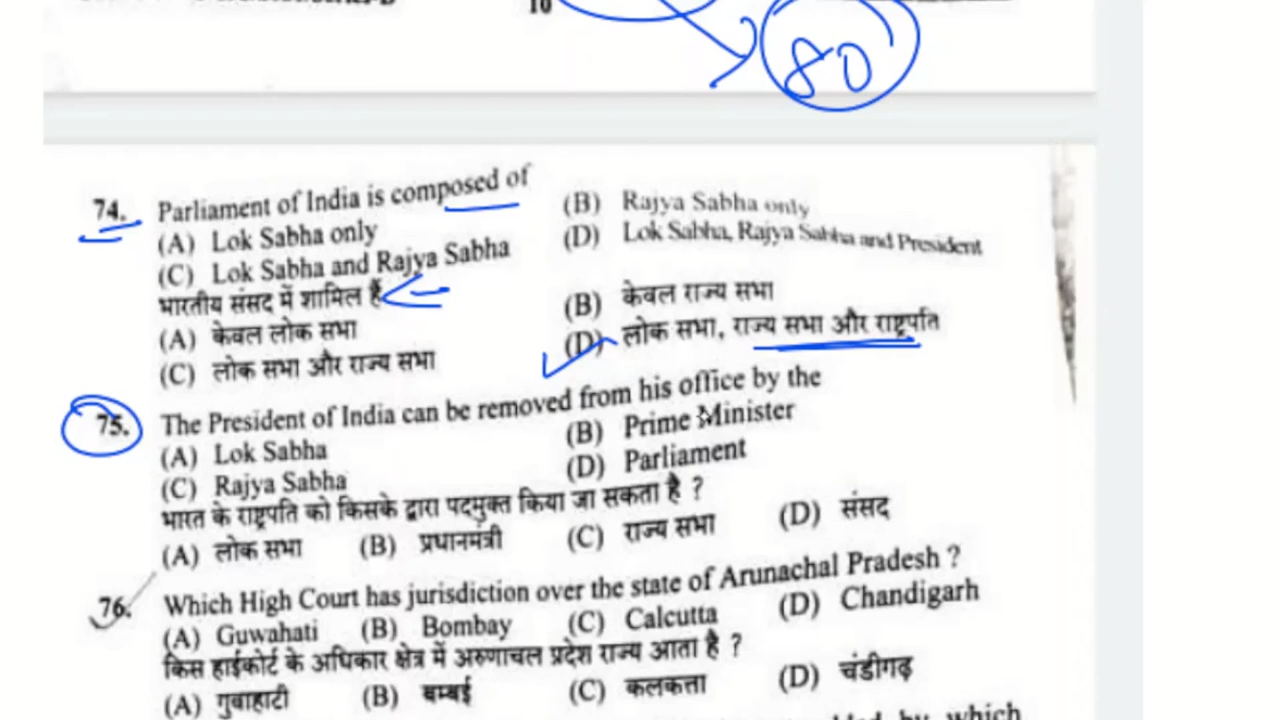 10
80
74. Parliament of India is composed of
(A) Lok Sabha only (B) Rajya Sabha only
(C) Lok Sabha and Rajya Sabha (D) Lok Sabha, Rajya Sabha and President
भारतीय संसद में शामिल हैं
(A) केवल लोक सभा (B) केवल राज्य सभा
(C) लोक सभा और राज्य सभा (D) लोक सभा, राज्य सभा और राष्ट्रपति
75. The President of India can be removed from his office by the
(A) Lok Sabha (B) Prime Minister
(C) Rajya Sabha (D) Parliament
भारत के राष्ट्रपति को किसके द्वारा पदमुक्त किया जा सकता है ?
(A) लोक सभा (B) प्रधानमंत्री (C) राज्य सभा (D) संसद
76. Which High Court has jurisdiction over the state of Arunachal Pradesh ?
(A) Guwahati (B) Bombay (C) Calcutta (D) Chandigarh
किस हाईकोर्ट के अधिकार क्षेत्र में अरुणाचल प्रदेश राज्य आता है ?
(A) गुवाहाटी (B) बम्बई (C) कलकत्ता (D) चंडीगढ़
by which